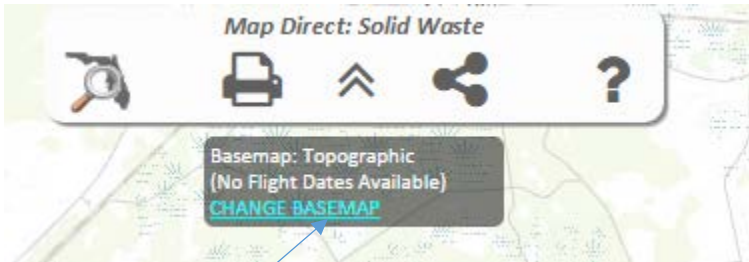 Map Direct: Solid Waste
?
Basemap: Topographic
(No Flight Dates Available)
CHANGE BASEMAP